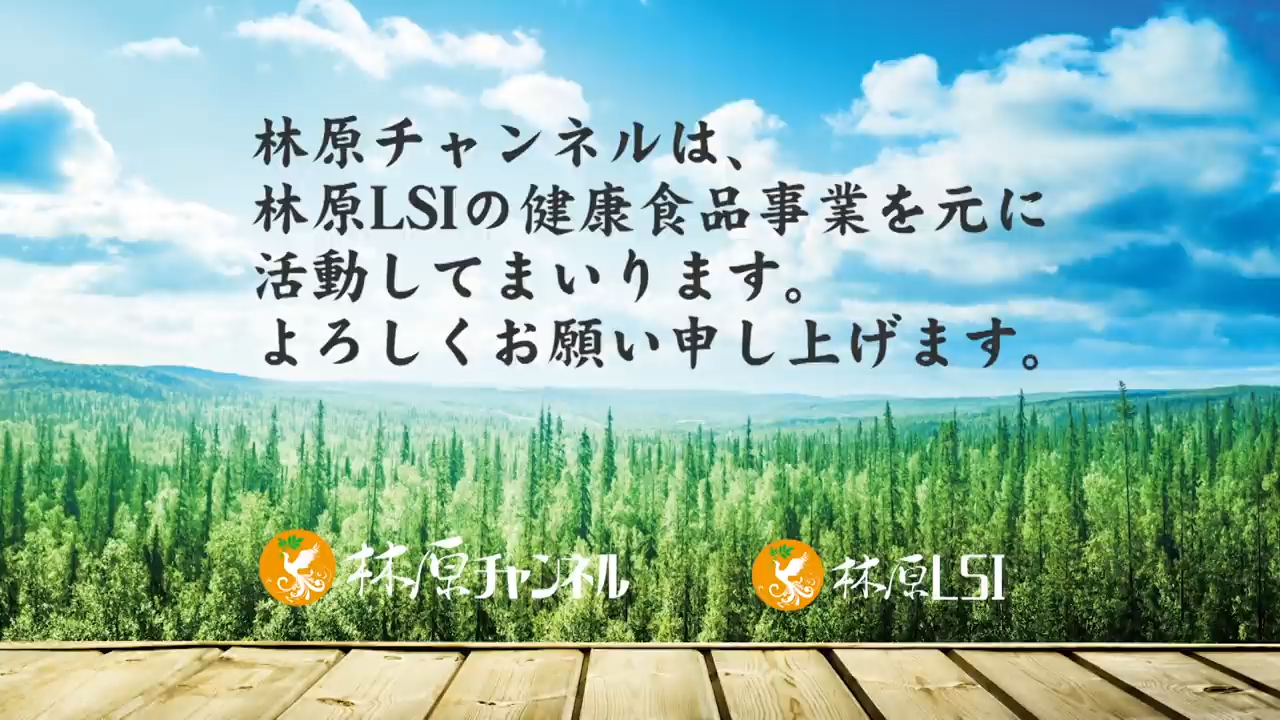 林原チャンネルは、
林原LSIの健康食品事業を元に
活動してまいります。
よろしくお願い申し上げます。
林原チャンネル
林原LSI